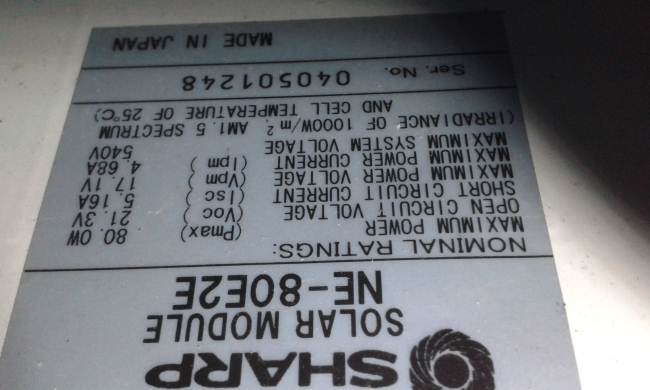 SHARP
SOLAR MODULE
NE-80E2E
NOMINAL RATINGS:
MAXIMUM POWER (Pmax) 80.0W
OPEN CIRCUIT VOLTAGE (Voc) 21.3V
SHORT CIRCUIT CURRENT (Isc) 5.16A
MAXIMUM POWER VOLTAGE (Vpm) 17.1V
MAXIMUM POWER CURRENT (Ipm) 4.68A
MAXIMUM SYSTEM VOLTAGE 540V
(IRRADIANCE OF 1000W/m², AM1.5 SPECTRUM
AND CELL TEMPERATURE OF 25°C)
Ser. No. 040501248
MADE IN JAPAN